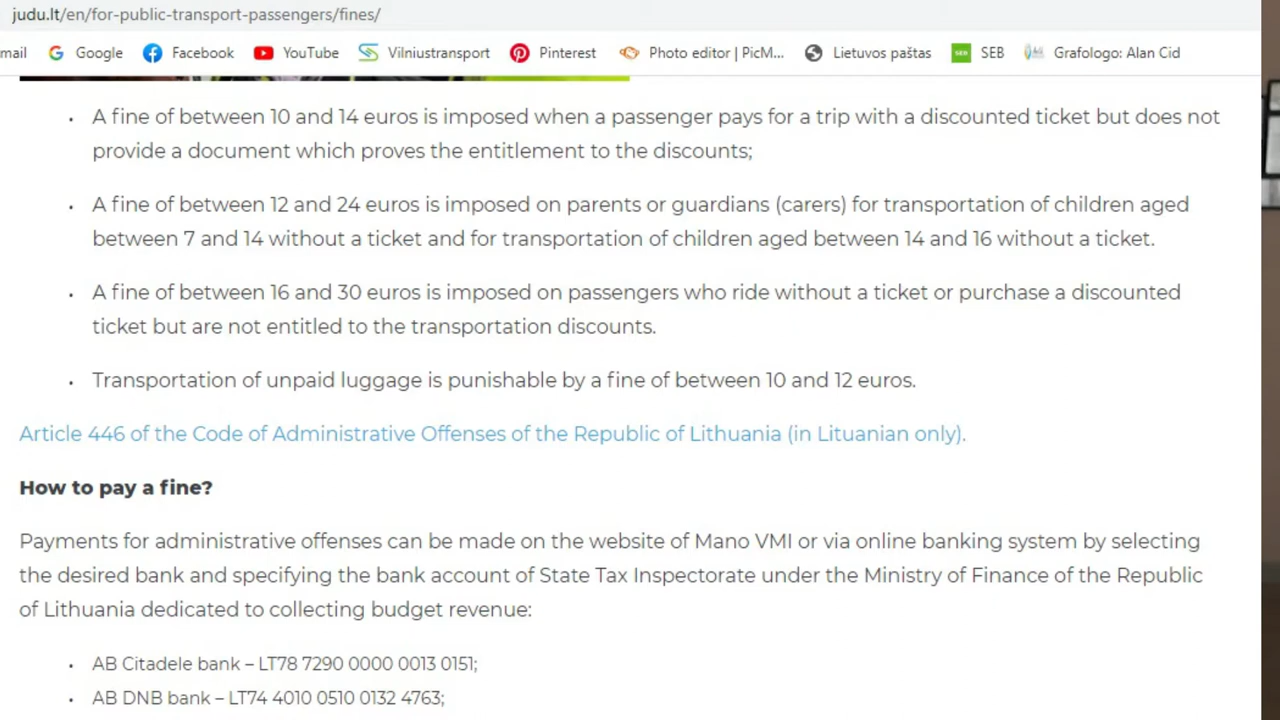 judu.lt/en/for-public-transport-passengers/fines/
mail Google Facebook YouTube Vilniustransport Pinterest Photo editor | PicM... Lietuvos paštas SEB SEB Grafologo: Alan Cid
• A fine of between 10 and 14 euros is imposed when a passenger pays for a trip with a discounted ticket but does not
provide a document which proves the entitlement to the discounts;
• A fine of between 12 and 24 euros is imposed on parents or guardians (carers) for transportation of children aged
between 7 and 14 without a ticket and for transportation of children aged between 14 and 16 without a ticket.
• A fine of between 16 and 30 euros is imposed on passengers who ride without a ticket or purchase a discounted
ticket but are not entitled to the transportation discounts.
• Transportation of unpaid luggage is punishable by a fine of between 10 and 12 euros.
Article 446 of the Code of Administrative Offenses of the Republic of Lithuania (in Lituanian only).
How to pay a fine?
Payments for administrative offenses can be made on the website of Mano VMI or via online banking system by selecting
the desired bank and specifying the bank account of State Tax Inspectorate under the Ministry of Finance of the Republic
of Lithuania dedicated to collecting budget revenue:
• AB Citadele bank – LT78 7290 0000 0013 0151;
• AB DNB bank – LT74 4010 0510 0132 4763;